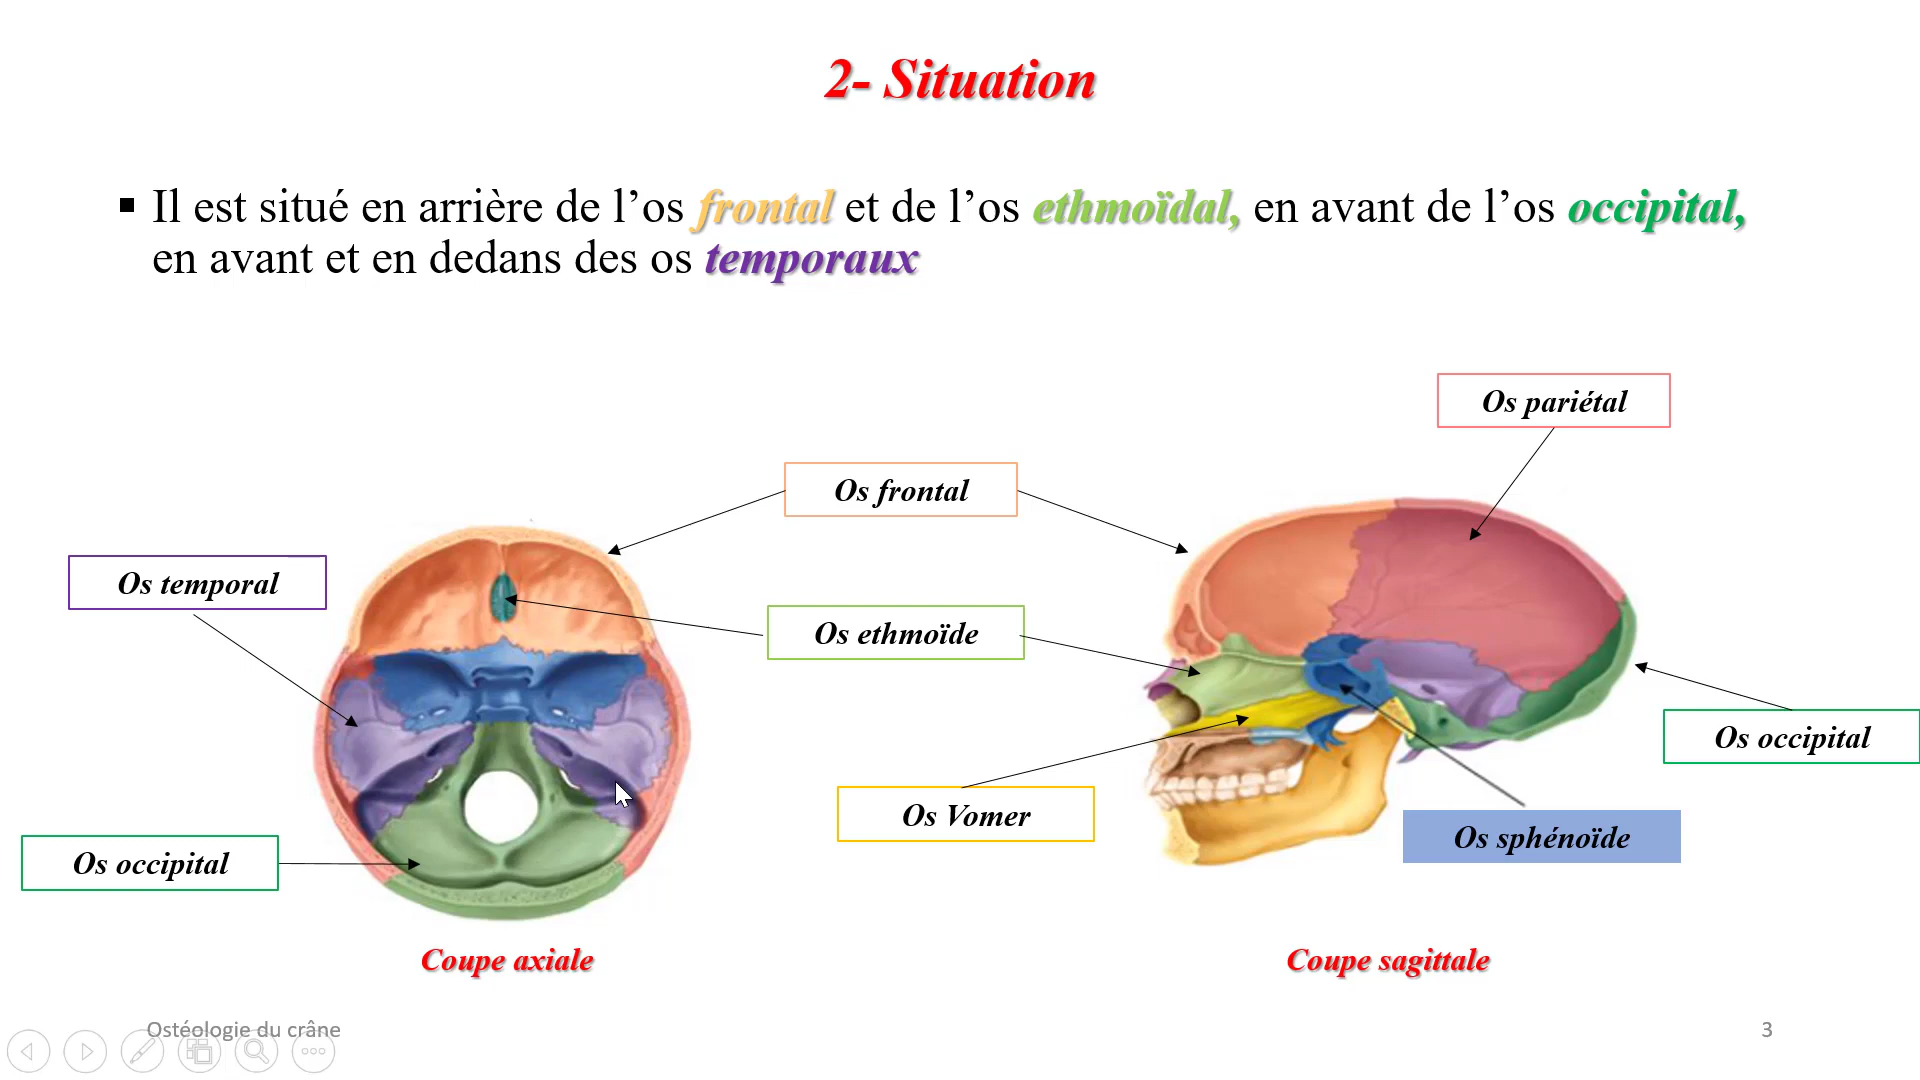 2- Situation
▪ Il est situé en arrière de l’os frontal et de l’os ethmoïdal, en avant de l’os occipital,
en avant et en dedans des os temporaux
Os pariétal
Os frontal
Os temporal
Os ethmoïde
Os occipital
Os Vomer
Os sphénoïde
Os occipital
Coupe axiale
Coupe sagittale
Ostéologie du crâne
3